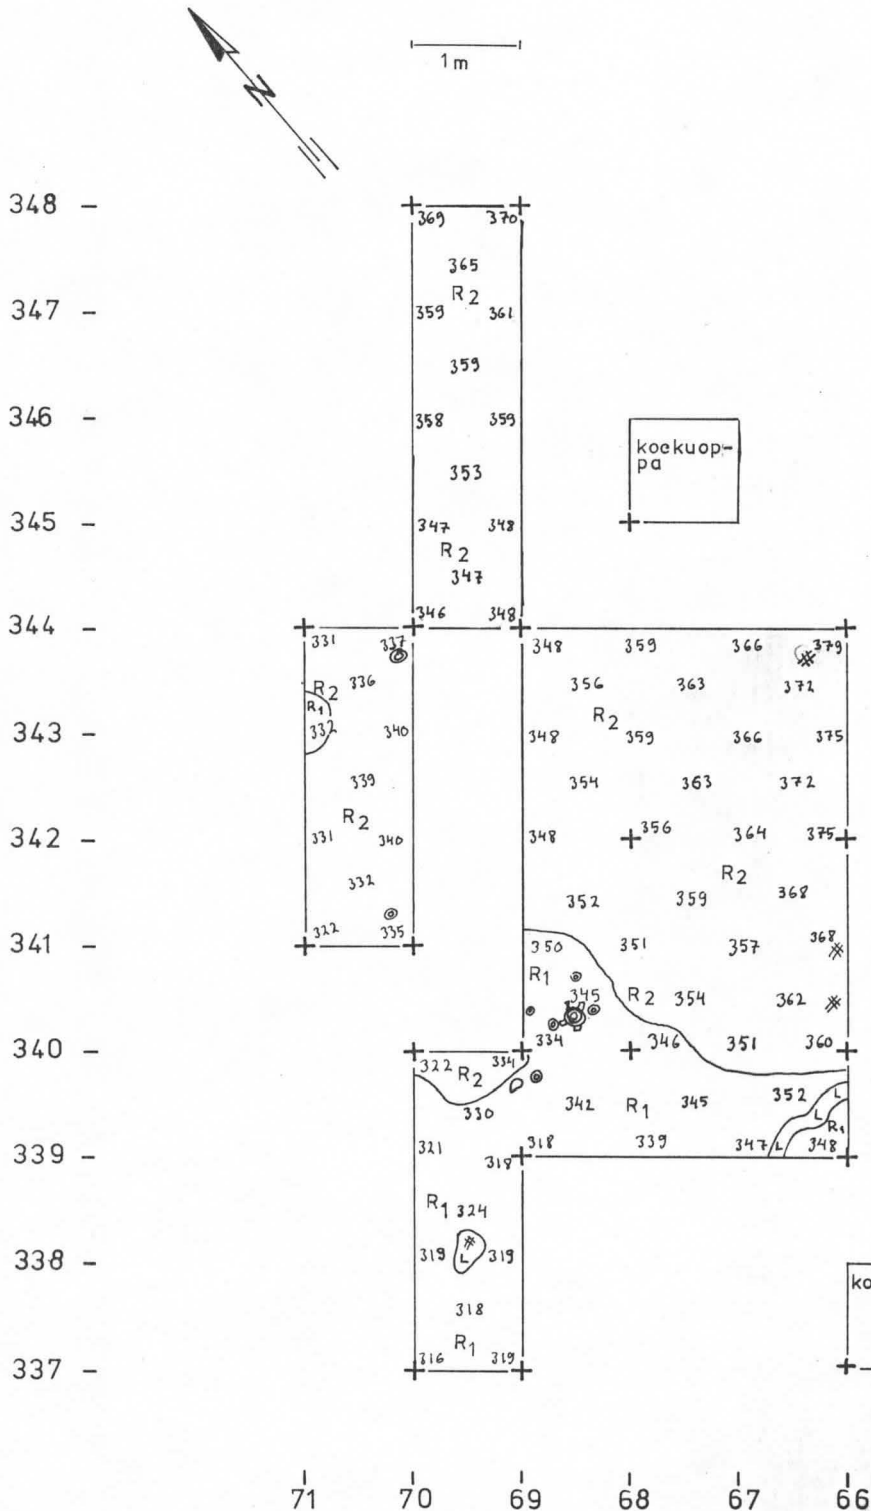 N
1 m
348
369 370
365
R2
347
359 361
359
346
358 359
353
koekuop-
pa
345
347 348
R2
347
346 348
344
331 337 348 359 366 379
336 356 363 372
R2 R2
R1
343
332 340 348 359 366 375
339 354 363 372
R2
342
331 340 348 356 364 375
R2
332 352 359 368
322 335
341
350 351 357 368
R1
345 R2 354 362
334 346 351 360
340
322 334
R2
330 342 R1 345 352 L
L R1
321 318 339 347 L 348
339
318
R1 324
338
319 L 319
ko
318
R1
337
316 319
71 70 69 68 67 66